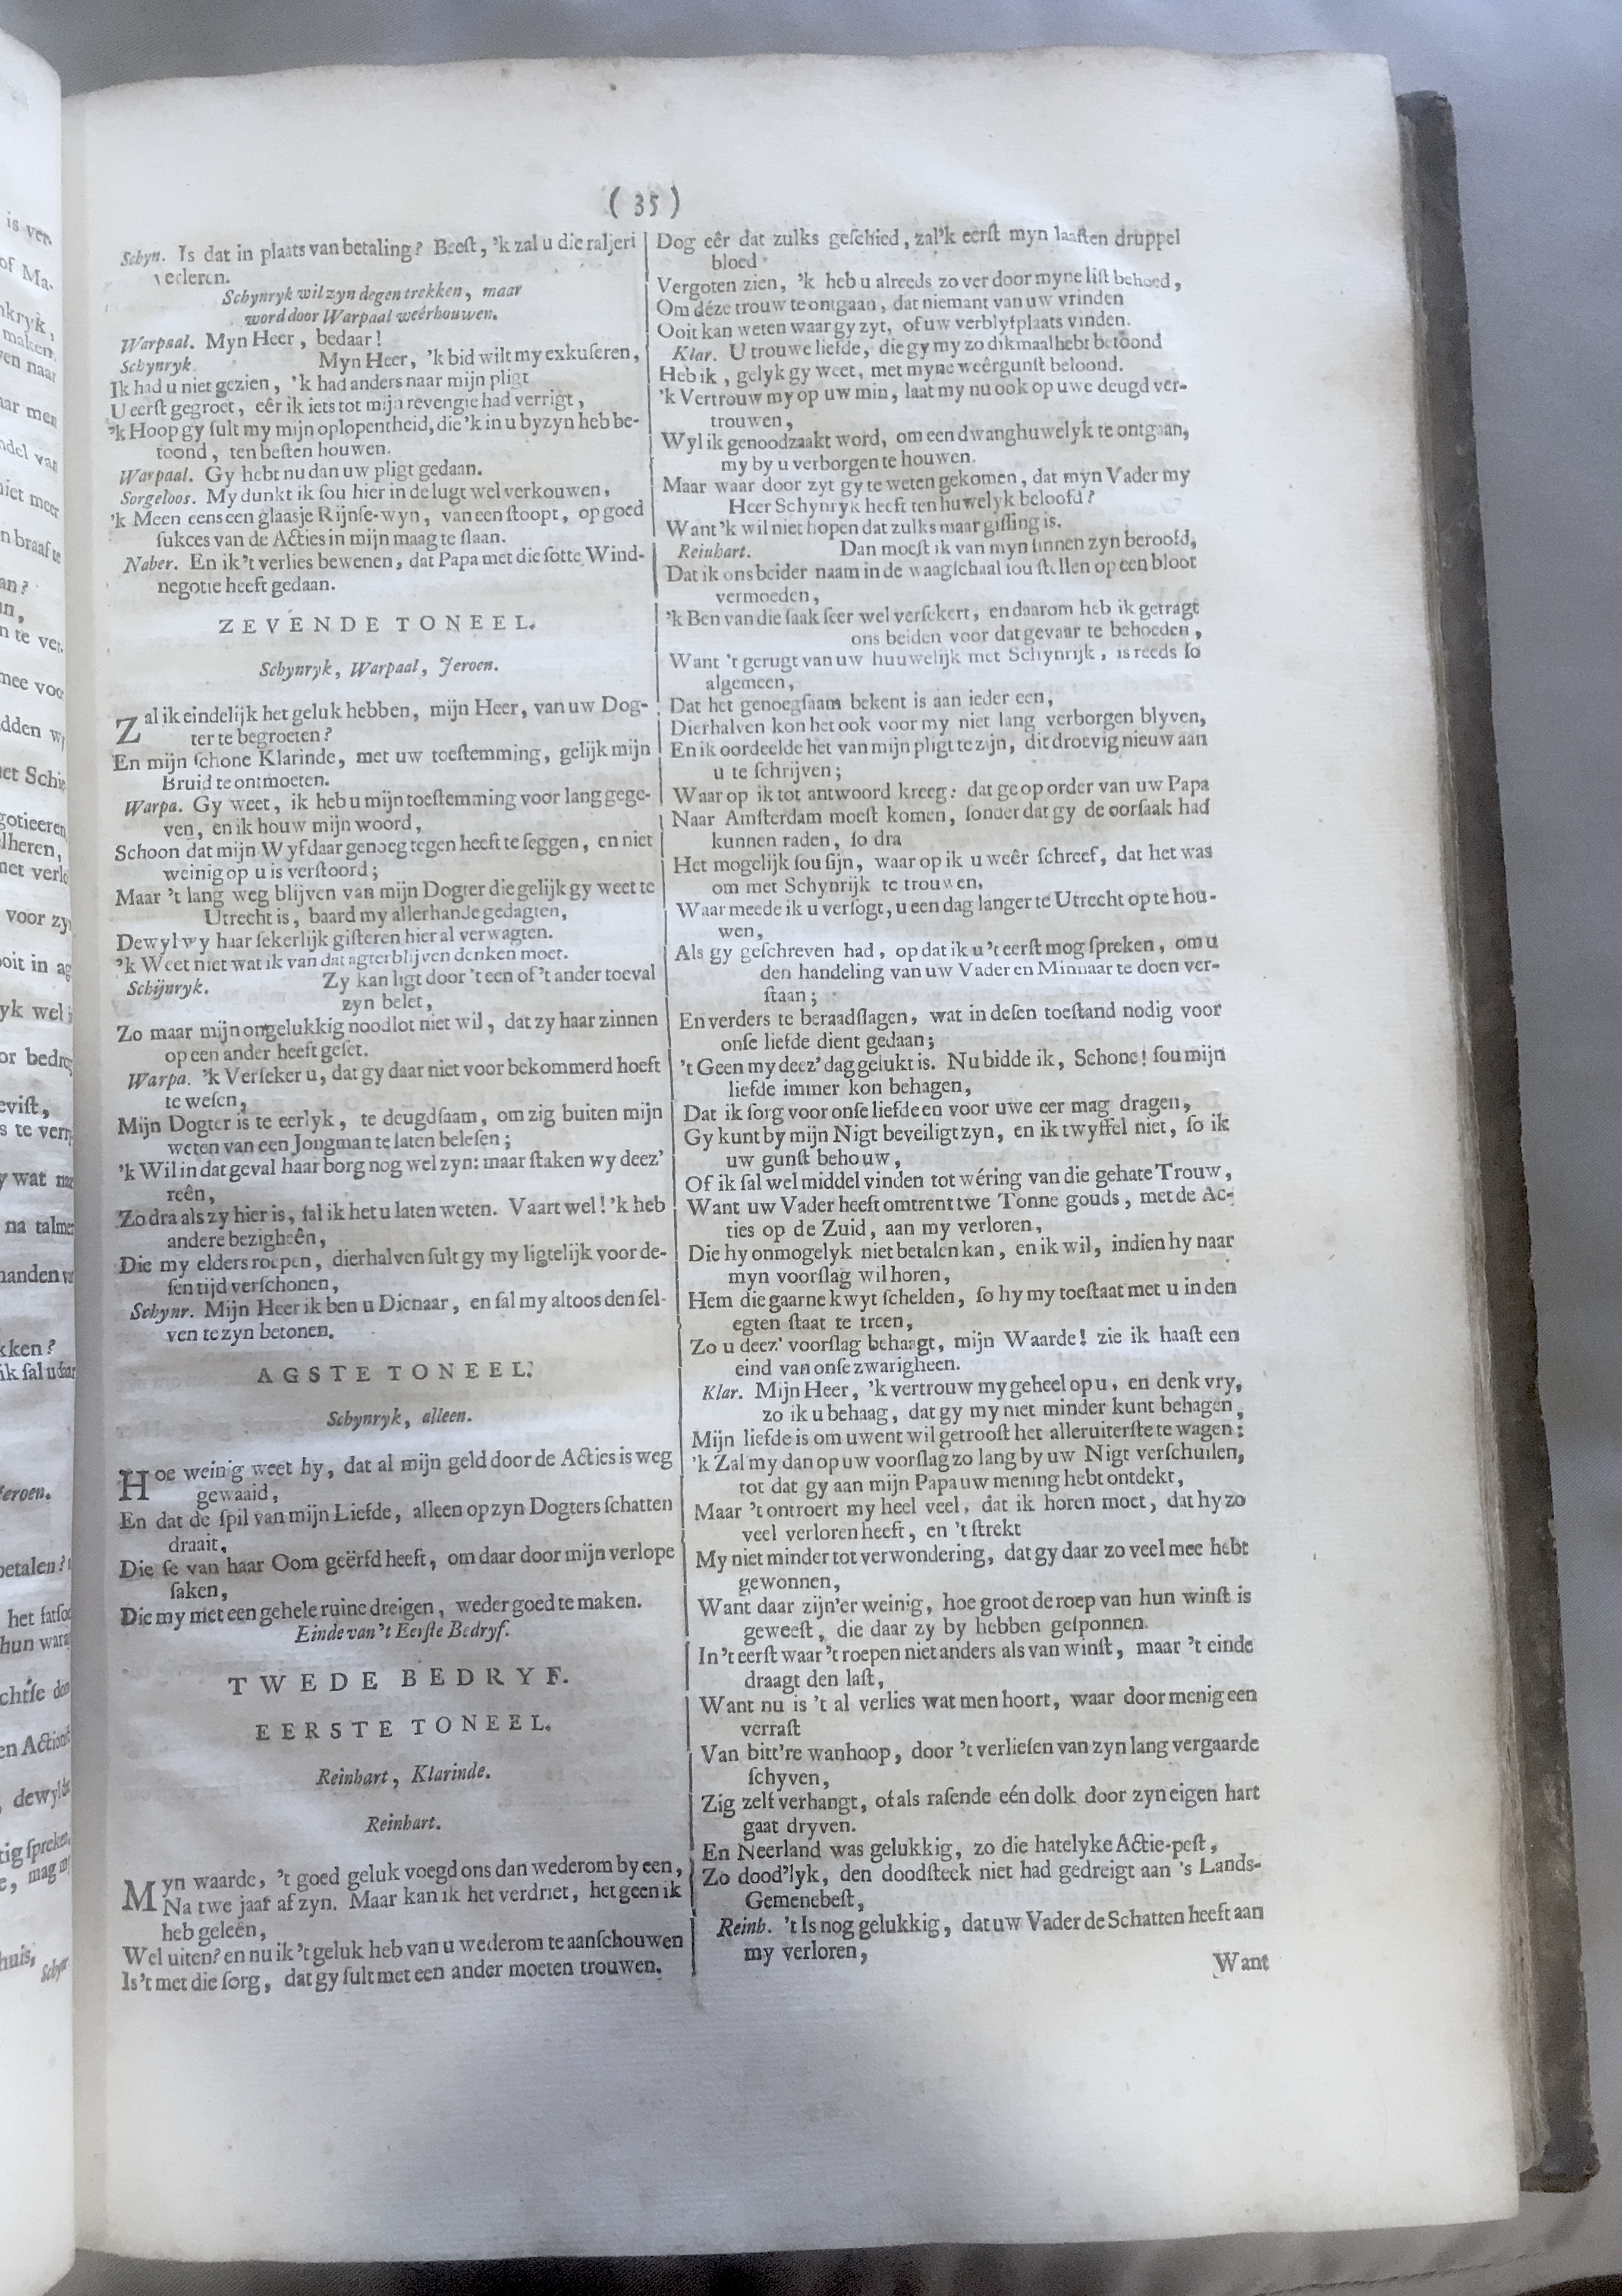 ( 35 )
Schyn. Is dat in plaats van betaling? Beeſt, 'k zal u die raljeri
verleren.
Schynryk wil zyn degen trekken, maar
word door Warpaal weêrhouwen.
Warpaal. Myn Heer, bedaar!
Schynryk. Myn Heer, 'k bid wilt my exkuſeren,
Ik had u niet gezien, 'k had anders naar mijn pligt
U eerſt gegroet, eêr ik iets tot mijn revengie had verrigt,
'k Hoop gy ſult my mijn oplopentheid, die 'k in u byzyn heb be-
toond, ten beſten houwen.
Warpaal. Gy hebt nu dan uw pligt gedaan.
Sorgeloos. My dunkt ik ſou hier in de lugt wel verkouwen,
'k Meen eens een glaasje Rijnſe-wyn, van een ſtoopt, op goed
ſukces van de Acties in mijn maag te ſlaan.
Naber. En ik 't verlies bewenen, dat Papa met die ſotte Wind-
negotie heeft gedaan.
ZEVENDE TONEEL.
Schynryk, Warpaal, Jeroen.
Zal ik eindelijk het geluk hebben, mijn Heer, van uw Dog-
ter te begroeten?
En mijn ſchone Klarinde, met uw toeſtemming, gelijk mijn
Bruid te ontmoeten.
Warpa. Gy weet, ik heb u mijn toeſtemming voor lang gege-
ven, en ik houw mijn woord,
Schoon dat mijn Wyf daar genoeg tegen heeft te ſeggen, en niet
weinig op u is verſtoord;
Maar 't lang weg blijven van mijn Dogter die gelijk gy weet te
Utrecht is, baard my allerhande gedagten,
Dewyl wy haar ſekerlijk giſteren hier al verwagten.
'k Weet niet wat ik van dat agterblijven denken moet.
Schijnryk. Zy kan ligt door 't een of 't ander toeval
zyn belet,
Zo maar mijn ongelukkig noodlot niet wil, dat zy haar zinnen
op een ander heeft geſet.
Warpa. 'k Verſeker u, dat gy daar niet voor bekommerd hoeft
te weſen,
Mijn Dogter is te eerlyk, te deugdſaam, om zig buiten mijn
weten van een Jongman te laten beleſen;
'k Wil in dat geval haar borg nog wel zyn: maar ſtaken wy deez'
reên,
Zo dra als zy hier is, ſal ik het u laten weten. Vaart wel! 'k heb
andere bezigheên,
Die my elders roepen, dierhalven ſult gy my ligtelijk voor de-
ſen tijd verſchonen,
Schynr. Mijn Heer ik ben u Dienaar, en ſal my altoos den ſel-
ven te zyn betonen.
AGSTE TONEEL.
Schynryk, alleen.
Hoe weinig weet hy, dat al mijn geld door de Acties is weg
gewaaid,
En dat de ſpil van mijn Liefde, alleen op zyn Dogters ſchatten
draait,
Die ſe van haar Oom geërfd heeft, om daar door mijn verlope
ſaken,
Die my met een gehele ruine dreigen, weder goed te maken.
Einde van 't Eerſte Bedryf.
TWEDE BEDRYF.
EERSTE TONEEL.
Reinhart, Klarinde.
Reinhart.
Myn waarde, 't goed geluk voegd ons dan wederom by een,
Na twe jaar af zyn. Maar kan ik het verdriet, het geen ik
heb geleên,
Wel uiten? en nu ik 't geluk heb van u wederom te aanſchouwen
Is 't met die ſorg, dat gy ſult met een ander moeten trouwen.
Dog eêr dat zulks geſchied, zal 'k eerſt myn laaſten druppel
bloed
Vergoten zien, 'k heb u alreeds zo ver door myne liſt behoed,
Om déze trouw te ontgaan, dat niemant van uw vrinden
Ooit kan weten waar gy zyt, of uw verblyfplaats vinden.
Klar. U trouwe liefde, die gy my zo dikmaal hebt betoond
Heb ik, gelyk gy weet, met myne weêrgunſt beloond.
'k Vertrouw my op uw min, laat my nu ook op uwe deugd ver-
trouwen,
Wyl ik genoodzaakt word, om een dwanghuwelyk te ontgaan,
my by u verborgen te houwen.
Maar waar door zyt gy te weten gekomen, dat myn Vader my
Heer Schynryk heeft ten huwelyk beloofd?
Want 'k wil niet hopen dat zulks maar giſſing is.
Reinhart. Dan moeſt ik van myn ſinnen zyn beroofd,
Dat ik ons beider naam in de waagſchaal ſou ſtellen op een bloot
vermoeden,
'k Ben van die ſaak ſeer wel verſekert, en daarom heb ik getragt
ons beiden voor dat gevaar te behoeden,
Want 't gerugt van uw huuwelijk met Schynrijk, is reeds ſo
algemeen,
Dat het genoegſaam bekent is aan ieder een,
Dierhalven kon het ook voor my niet lang verborgen blyven,
En ik oordeelde het van mijn pligt te zijn, dit droevig nieuw aan
u te ſchrijven;
Waar op ik tot antwoord kreeg: dat ge op order van uw Papa
Naar Amſterdam moeſt komen, ſonder dat gy de oorſaak had
kunnen raden, ſo dra
Het mogelijk ſou ſijn, waar op ik u weêr ſchreef, dat het was
om met Schynrijk te trouwen,
Waar meede ik u verſogt, u een dag langer te Utrecht op te hou-
wen,
Als gy geſchreven had, op dat ik u 't eerſt mog ſpreken, om u
den handeling van uw Vader en Minnaar te doen ver-
ſtaan;
En verders te beraadſlagen, wat in deſen toeſtand nodig voor
onſe liefde dient gedaan;
't Geen my deez' dag gelukt is. Nu bidde ik, Schone! ſou mijn
liefde immer kon behagen,
Dat ik ſorg voor onſe liefde en voor uwe eer mag dragen,
Gy kunt by mijn Nigt beveiligt zyn, en ik twyffel niet, ſo ik
uw gunſt behouw,
Of ik ſal wel middel vinden tot wéring van die gehate Trouw,
Want uw Vader heeft omtrent twe Tonne gouds, met de Ac-
ties op de Zuid, aan my verloren,
Die hy onmogelyk niet betalen kan, en ik wil, indien hy naar
myn voorſlag wil horen,
Hem die gaarne kwyt ſchelden, ſo hy my toeſtaat met u in den
egten ſtaat te treen,
Zo u deez' voorſlag behaagt, mijn Waarde! zie ik haaſt een
eind van onſe zwarigheen.
Klar. Mijn Heer, 'k vertrouw my geheel op u, en denk vry,
zo ik u behaag, dat gy my niet minder kunt behagen,
Mijn liefde is om uwent wil getrooſt het alleruiterſte te wagen;
'k Zal my dan op uw voorſlag zo lang by uw Nigt verſchuilen,
tot dat gy aan mijn Papa uw mening hebt ontdekt,
Maar 't ontroert my heel veel, dat ik horen moet, dat hy zo
veel verloren heeft, en 't ſtrekt
My niet minder tot verwondering, dat gy daar zo veel mee hebt
gewonnen,
Want daar zijn'er weinig, hoe groot de roep van hun winſt is
geweeſt, die daar zy by hebben geſponnen.
In 't eerſt waar 't roepen niet anders als van winſt, maar 't einde
draagt den laſt,
Want nu is 't al verlies wat men hoort, waar door menig een
verraſt
Van bitt're wanhoop, door 't verlieſen van zyn lang vergaarde
ſchyven,
Zig zelf verhangt, of als raſende eén dolk door zyn eigen hart
gaat dryven.
En Neerland was gelukkig, zo die hatelyke Actie-peſt,
Zo dood'lyk, den doodſteek niet had gedreigt aan 's Lands-
Gemenebeſt,
Reinh. 't Is nog gelukkig, dat uw Vader de Schatten heeft aan
my verloren,
Want